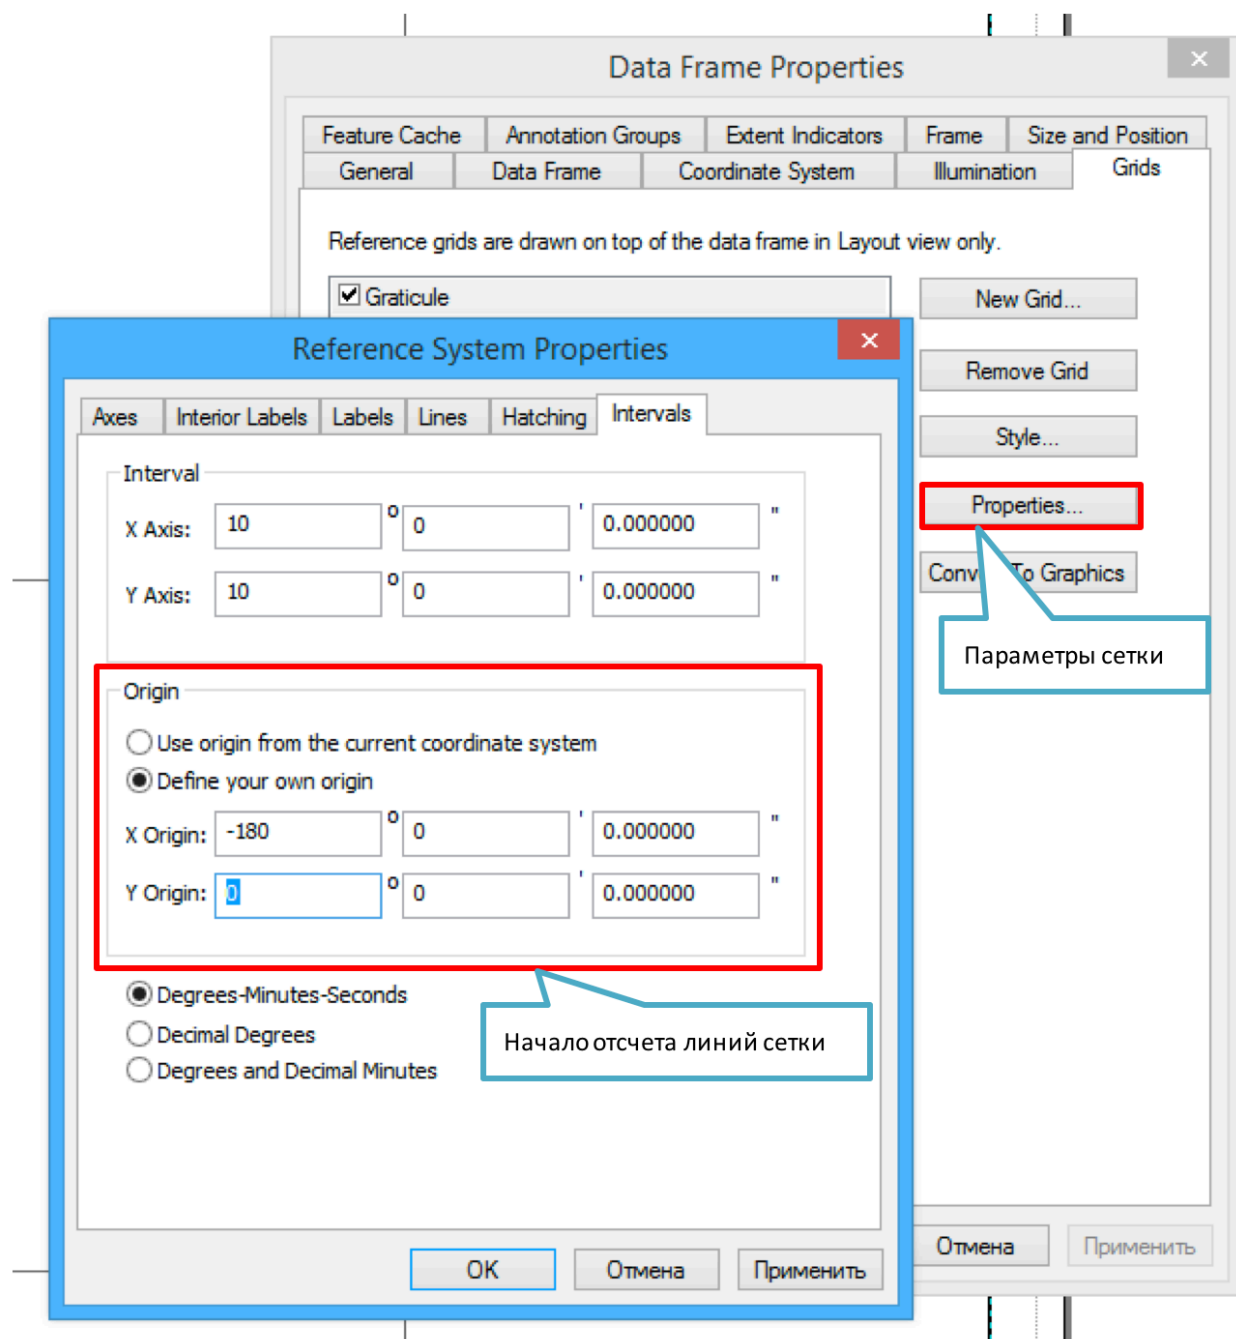 Data Frame Properties
Feature Cache Annotation Groups Extent Indicators Frame Size and Position
General Data Frame Coordinate System Illumination Grids
Reference grids are drawn on top of the data frame in Layout view only.
Graticule
New Grid...
Remove Grid
Style...
Properties...
To Graphics
Параметры сетки
Отмена Применить
Reference System Properties
Axes Interior Labels Labels Lines Hatching Intervals
Interval
X Axis: 10 ° 0 ' 0.000000 "
Y Axis: 10 ° 0 ' 0.000000 "
Origin
Use origin from the current coordinate system
Define your own origin
X Origin: -180 ° 0 ' 0.000000 "
Y Origin: 0 ° 0 ' 0.000000 "
Degrees-Minutes-Seconds
Decimal Degrees
Degrees and Decimal Minutes
Начало отсчета линий сетки
OK Отмена Применить